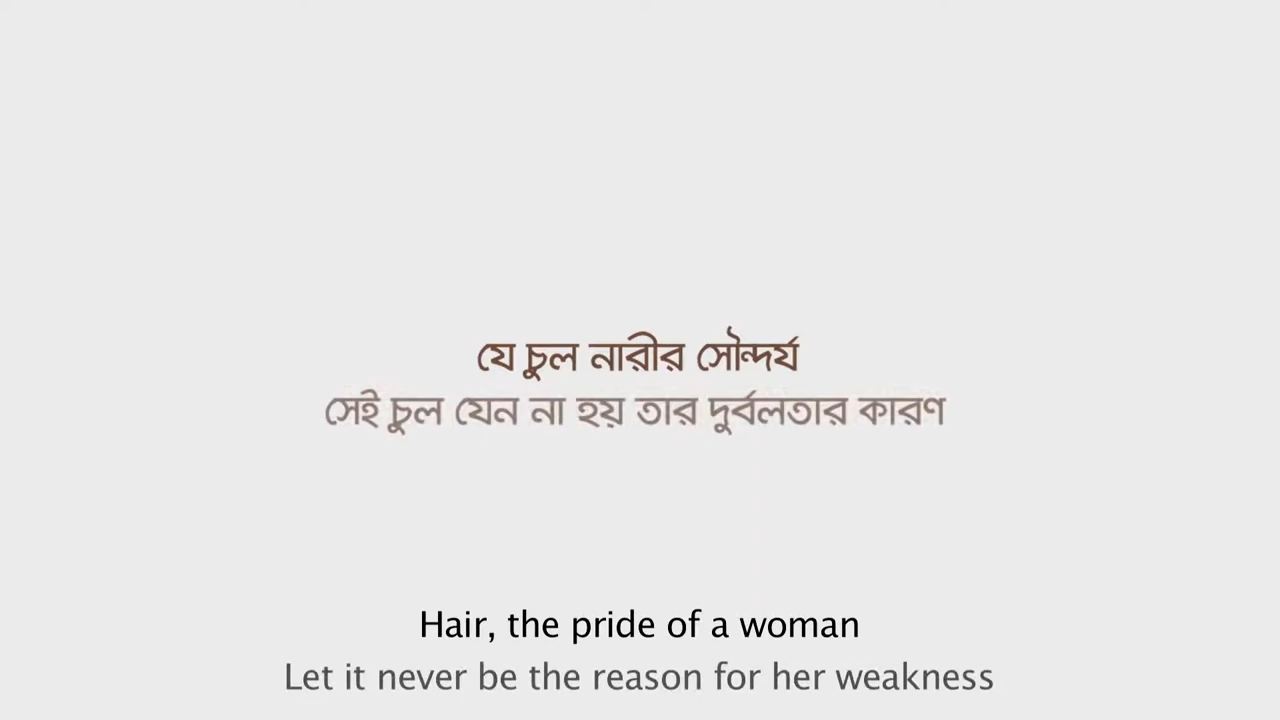 যে চুল নারীর সৌন্দর্য
সেই চুল যেন না হয় তার দুর্বলতার কারণ
Hair, the pride of a woman
Let it never be the reason for her weakness